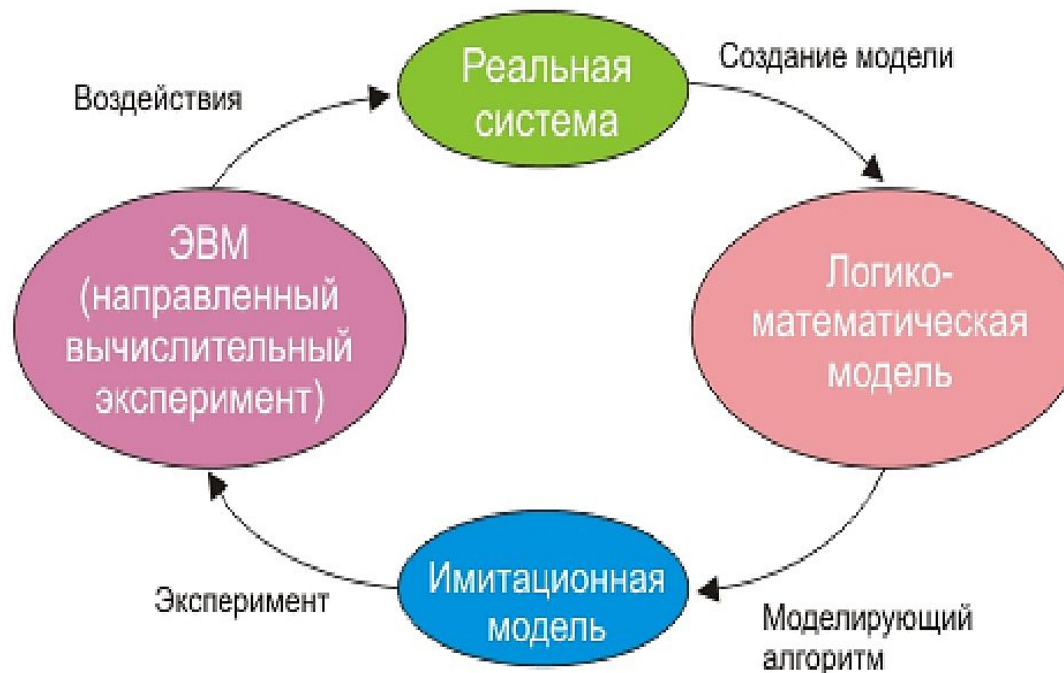 Реальная
система
Создание модели
Воздействия
ЭВМ
(направленный
вычислительный
эксперимент)
Логико-
математическая
модель
Имитационная
модель
Эксперимент
Моделирующий
алгоритм